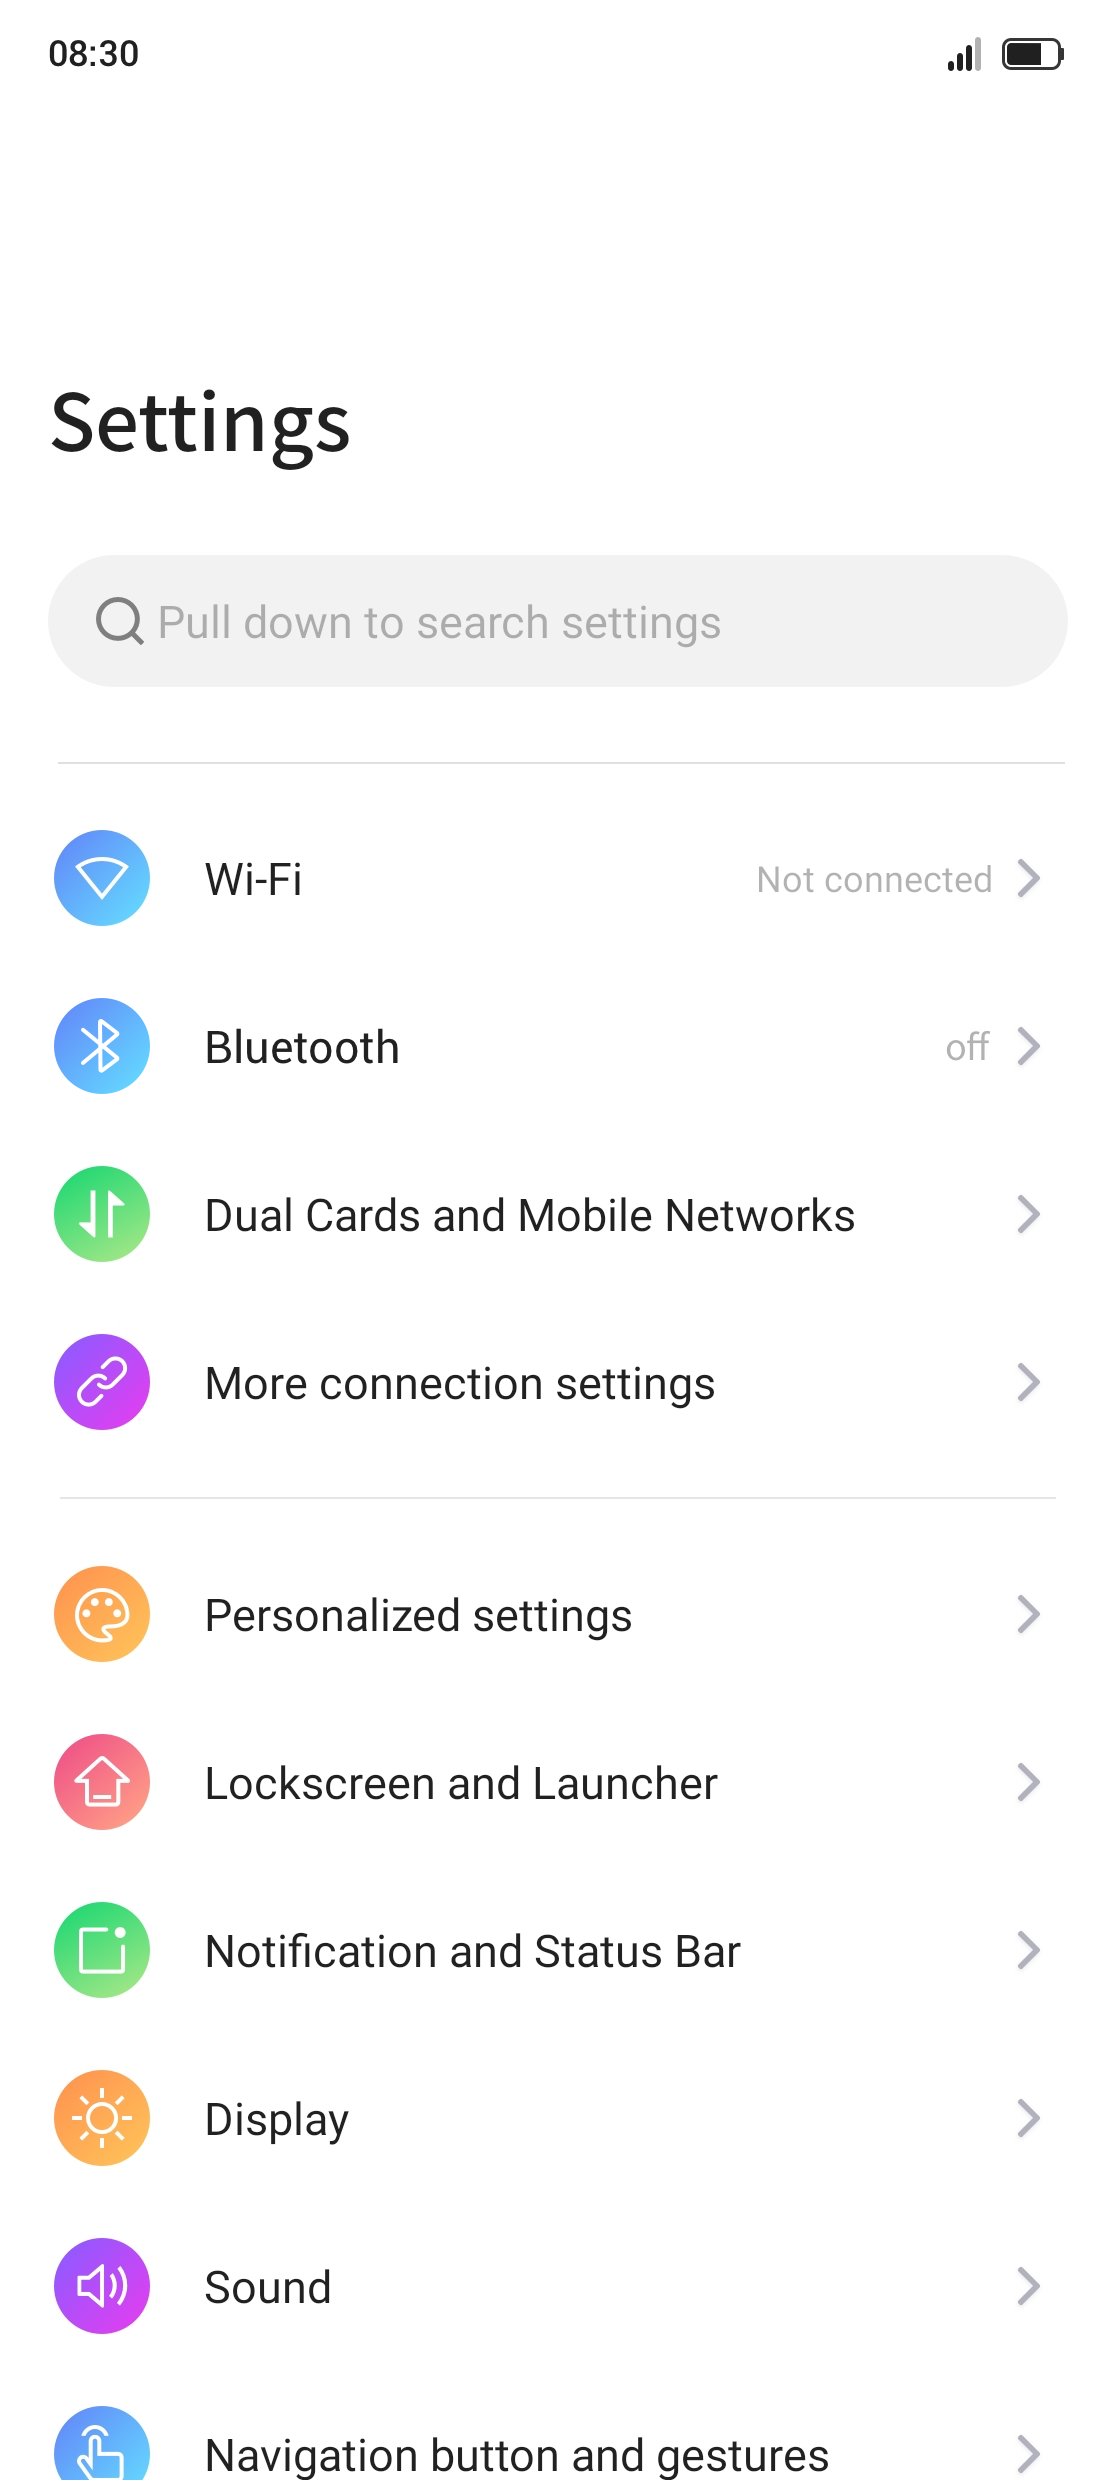 08:30
Settings
Pull down to search settings
Wi-Fi
Not connected
Bluetooth
off
Dual Cards and Mobile Networks
More connection settings
Personalized settings
Lockscreen and Launcher
Notification and Status Bar
Display
Sound
Navigation button and gestures